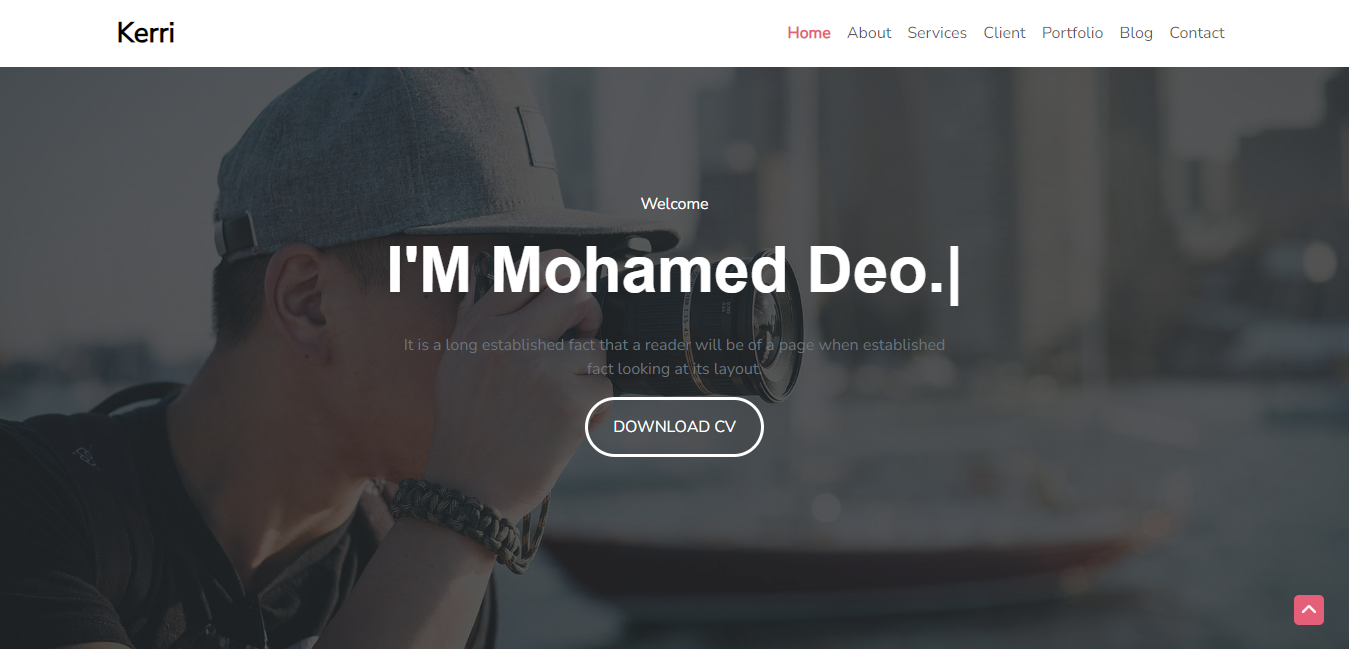 Kerri
Home About Services Client Portfolio Blog Contact
Welcome
I'M Mohamed Deo.|
It is a long established fact that a reader will be of a page when established
fact looking at its layout.
DOWNLOAD CV